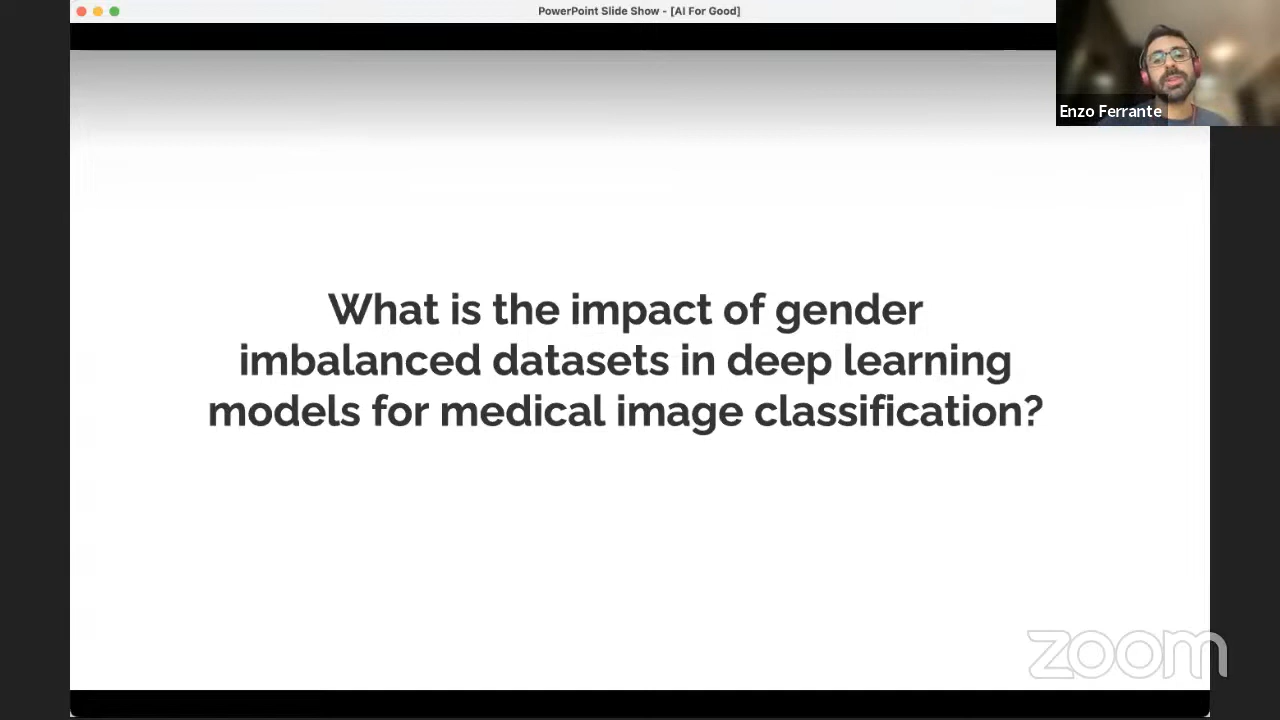 PowerPoint Slide Show - [AI For Good]
Enzo Ferrante
What is the impact of gender
imbalanced datasets in deep learning
models for medical image classification?
zoom